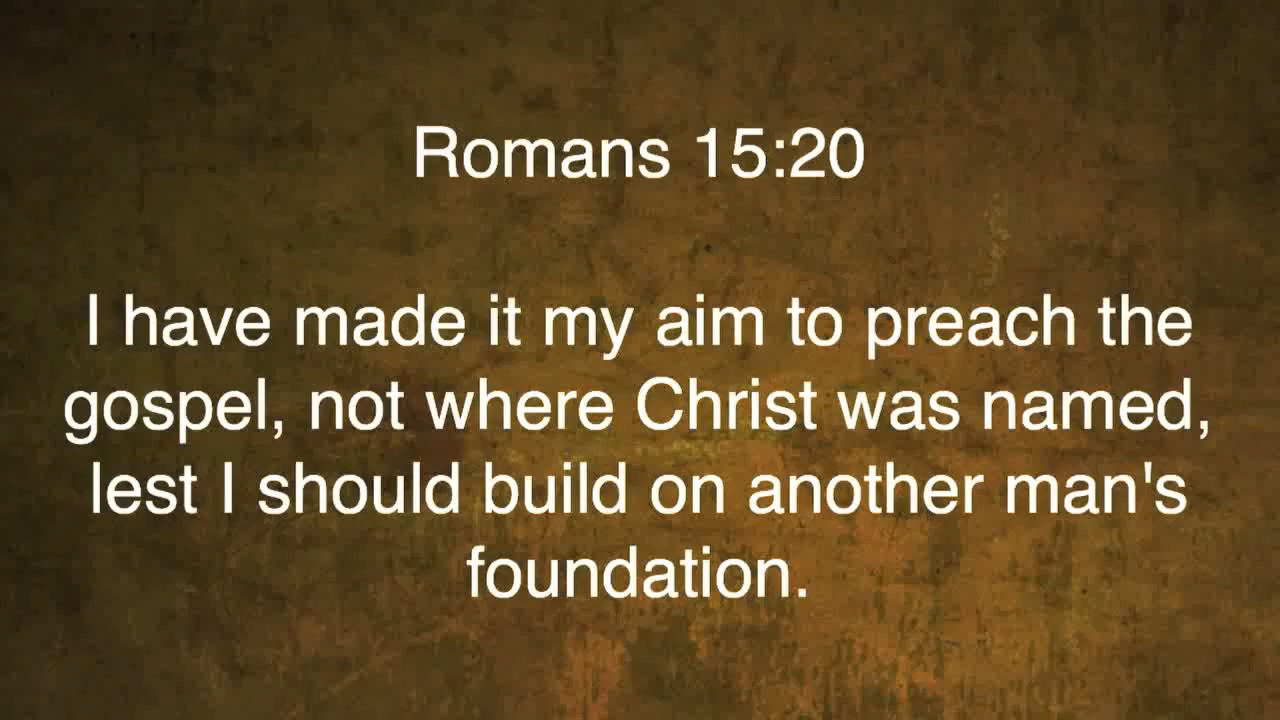 Romans 15:20
I have made it my aim to preach the
gospel, not where Christ was named,
lest I should build on another man's
foundation.